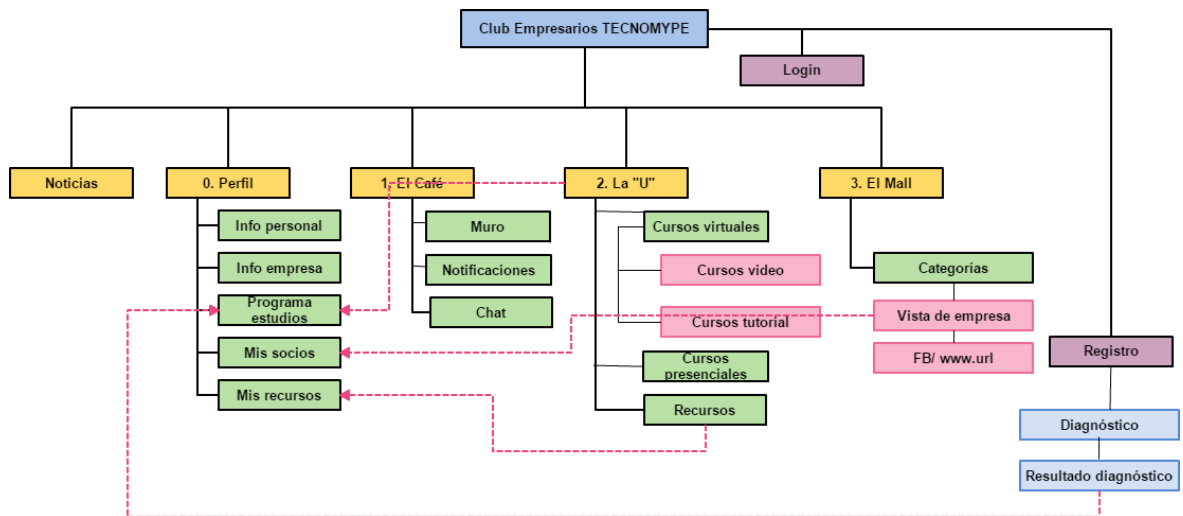 Club Empresarios TECNOMYPE
Login
Noticias
0. Perfil
1. El Café
2. La "U"
3. El Mall
Info personal
Info empresa
Programa
estudios
Mis socios
Mis recursos
Muro
Notificaciones
Chat
Cursos virtuales
Cursos video
Cursos tutorial
Cursos
presenciales
Recursos
Categorías
Vista de empresa
FB/ www.url
Registro
Diagnóstico
Resultado diagnóstico